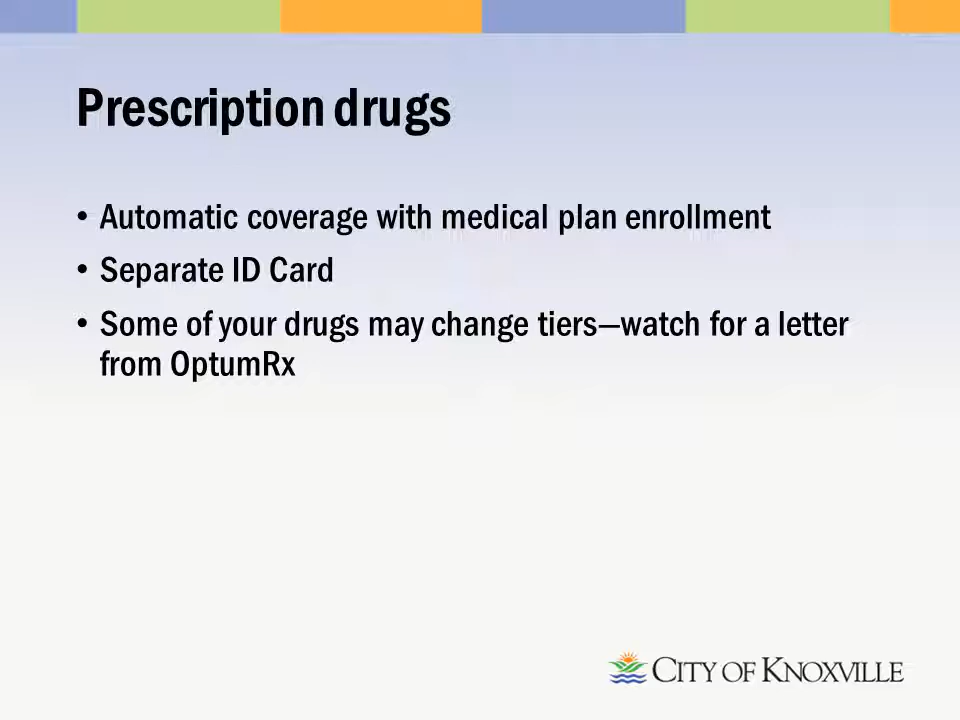 Prescription drugs
• Automatic coverage with medical plan enrollment
• Separate ID Card
• Some of your drugs may change tiers—watch for a letter
from OptumRx
CITY OF KNOXVILLE